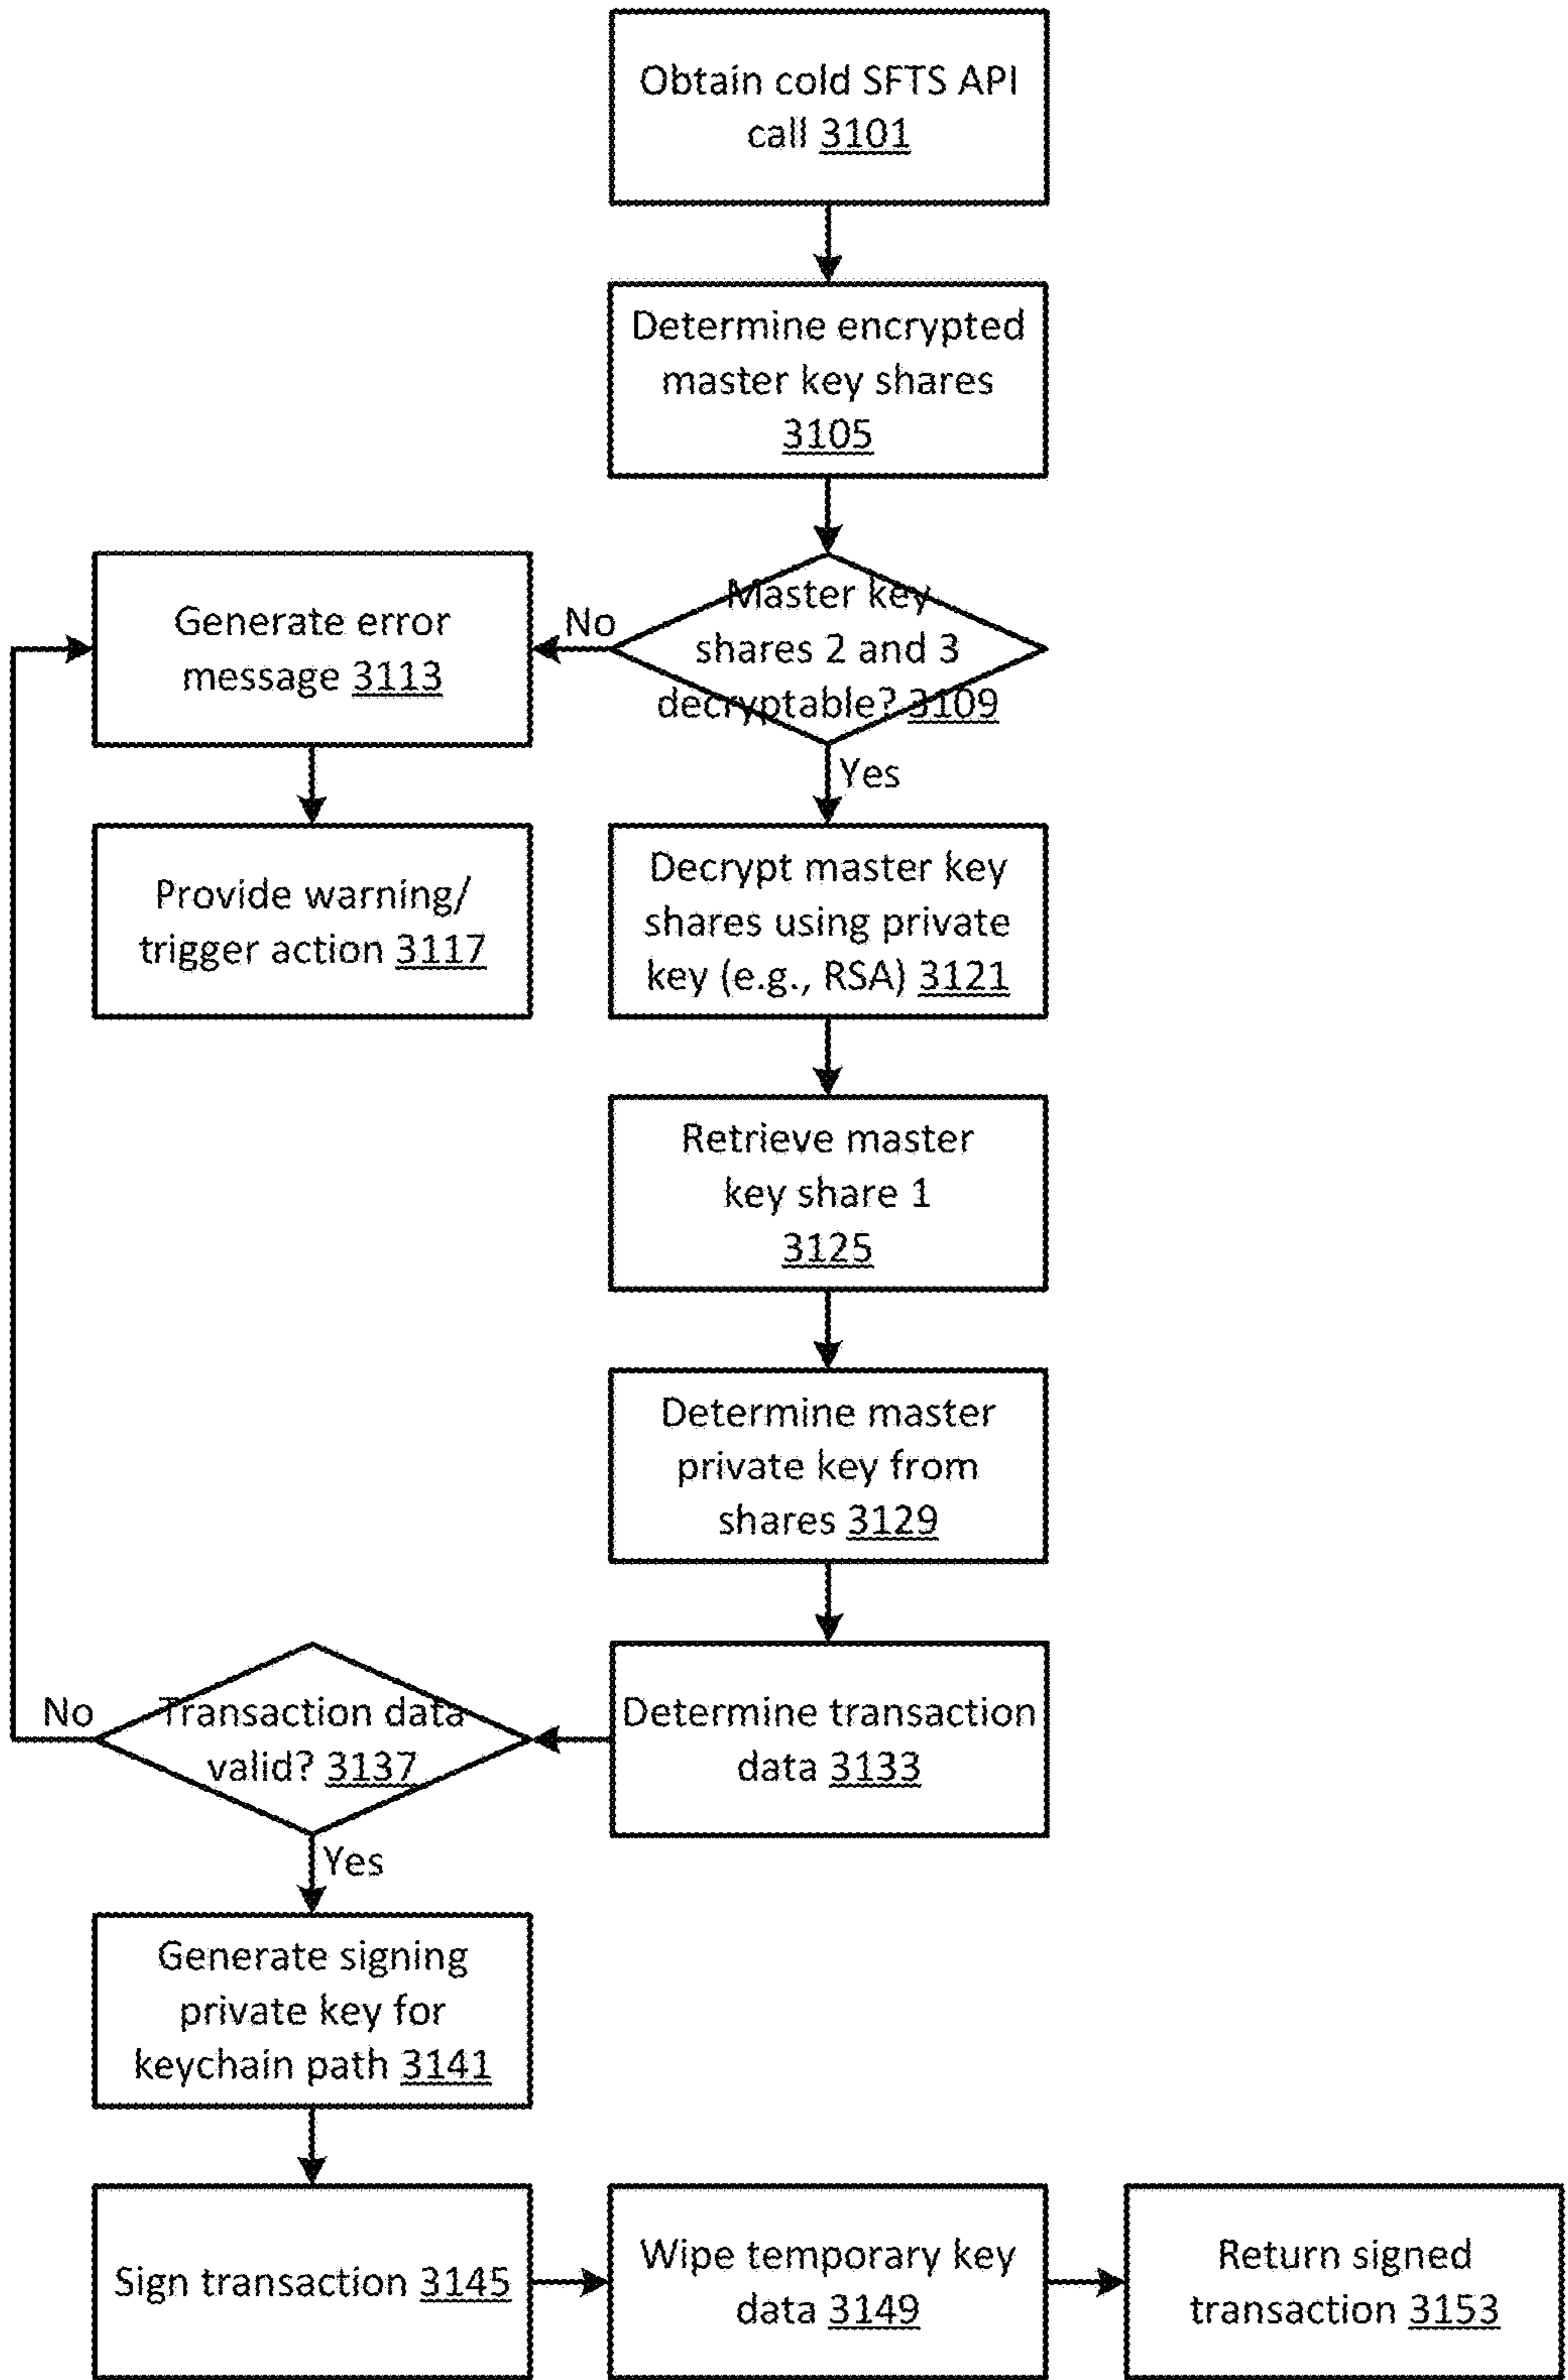 Obtain cold SFTS API
call 3101
Determine encrypted
master key shares
3105
Master key
shares 2 and 3
decryptable? 3109
No
Yes
Generate error
message 3113
Provide warning/
trigger action 3117
Decrypt master key
shares using private
key (e.g., RSA) 3121
Retrieve master
key share 1
3125
Determine master
private key from
shares 3129
Determine transaction
data 3133
Transaction data
valid? 3137
No
Yes
Generate signing
private key for
keychain path 3141
Sign transaction 3145
Wipe temporary key
data 3149
Return signed
transaction 3153